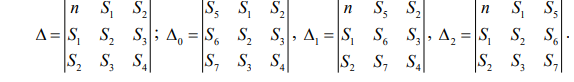 Δ = | n S₁ S₂ | ; Δ₀ = | S₅ S₁ S₂ | , Δ₁ = | n S₅ S₂ | , Δ₂ = | n S₁ S₅ | .
| S₁ S₂ S₃ | | S₆ S₂ S₃ | | S₁ S₆ S₃ | | S₁ S₂ S₆ |
| S₂ S₃ S₄ | | S₇ S₃ S₄ | | S₂ S₇ S₄ | | S₂ S₃ S₇ |